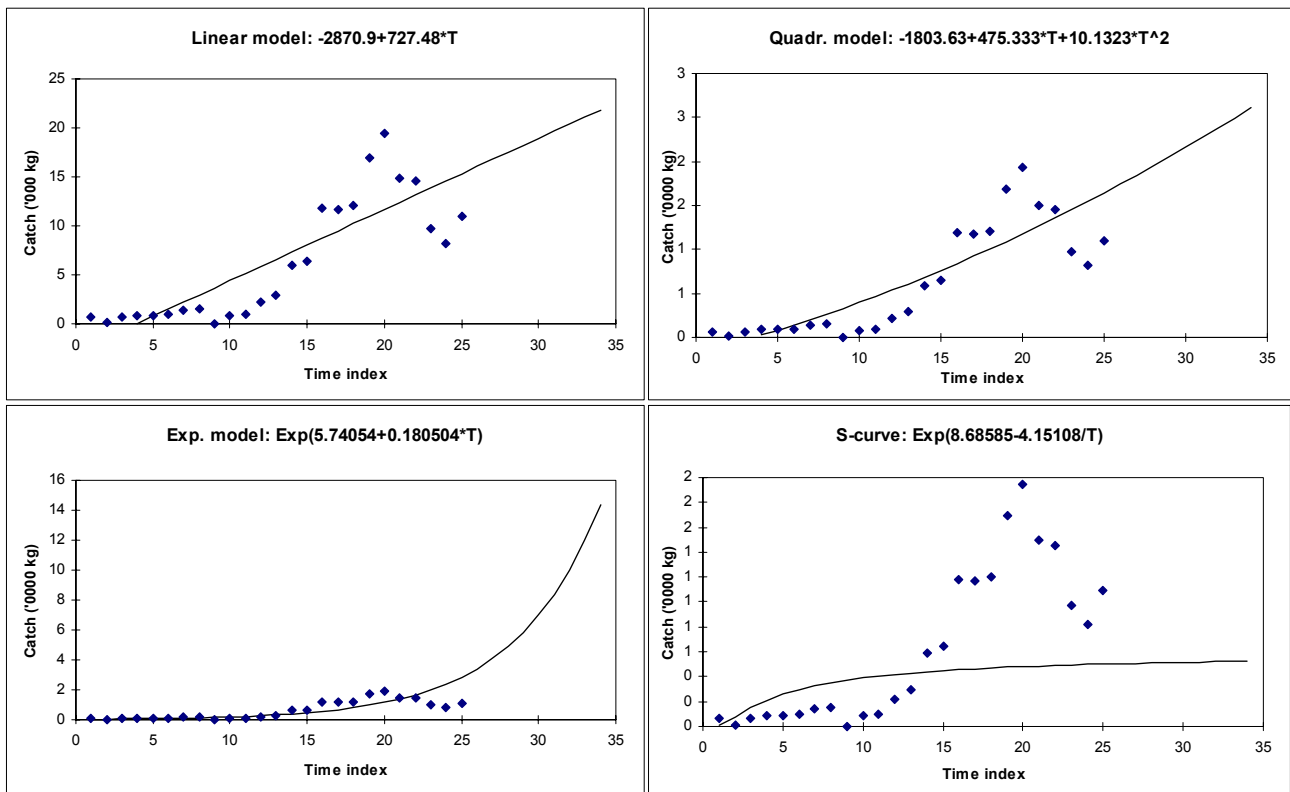 Linear model: -2870.9+727.48*T
Catch ('000 kg)
25
20
15
10
5
0
0 5 10 15 20 25 30 35
Time index
Quadr. model: -1803.63+475.333*T+10.1323*T^2
Catch ('0000 kg)
3
3
2
2
1
1
0
0 5 10 15 20 25 30 35
Time index
Exp. model: Exp(5.74054+0.180504*T)
Catch ('0000 kg)
16
14
12
10
8
6
4
2
0
0 5 10 15 20 25 30 35
Time index
S-curve: Exp(8.68585-4.15108/T)
Catch ('0000 kg)
2
2
2
1
1
1
1
1
0
0
0
0 5 10 15 20 25 30 35
Time index